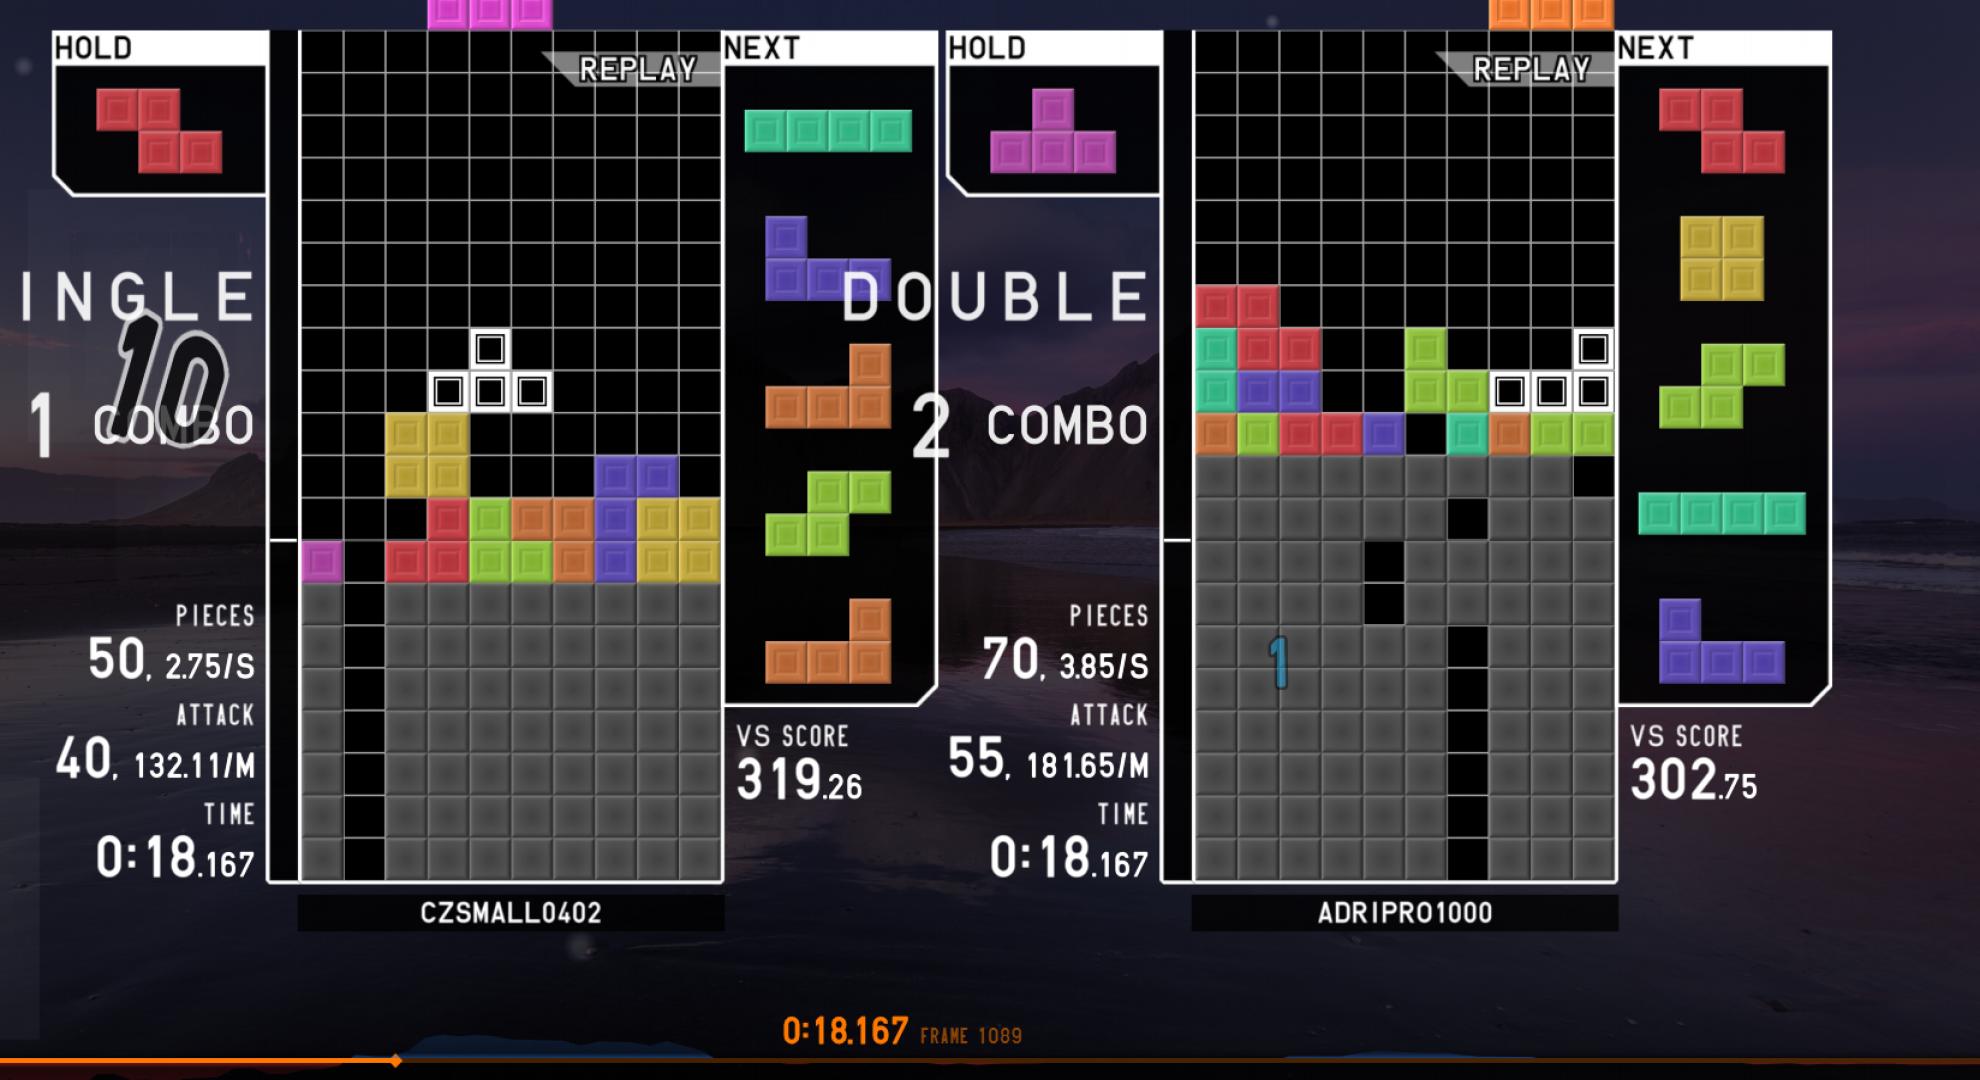 HOLD
REPLAY
NEXT
INGLE
10
1 COMBO
PIECES
50, 2.75/S
ATTACK
40, 132.11/M
TIME
0:18.167
VS SCORE
319.26
CZSMALL0402
HOLD
REPLAY
NEXT
DOUBLE
2 COMBO
PIECES
70, 3.85/S
ATTACK
55, 181.65/M
TIME
0:18.167
1
VS SCORE
302.75
ADRIPRO1000
0:18.167 FRAME 1089